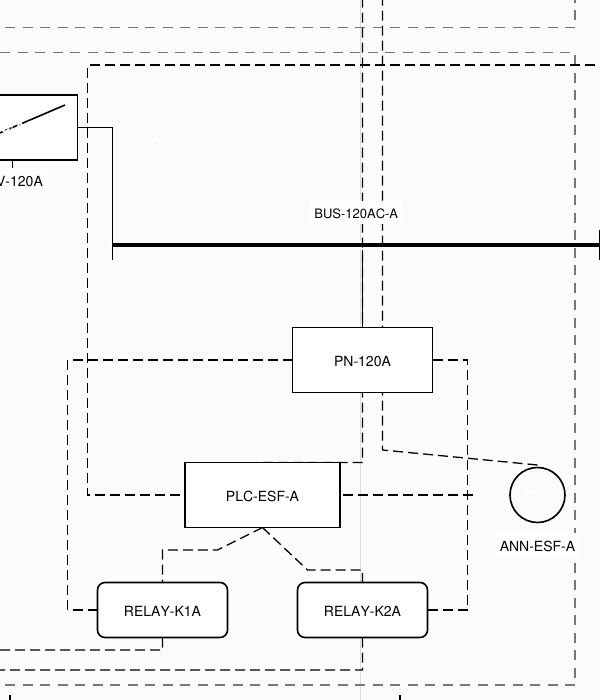 V-120A
BUS-120AC-A
PN-120A
PLC-ESF-A
ANN-ESF-A
RELAY-K1A
RELAY-K2A